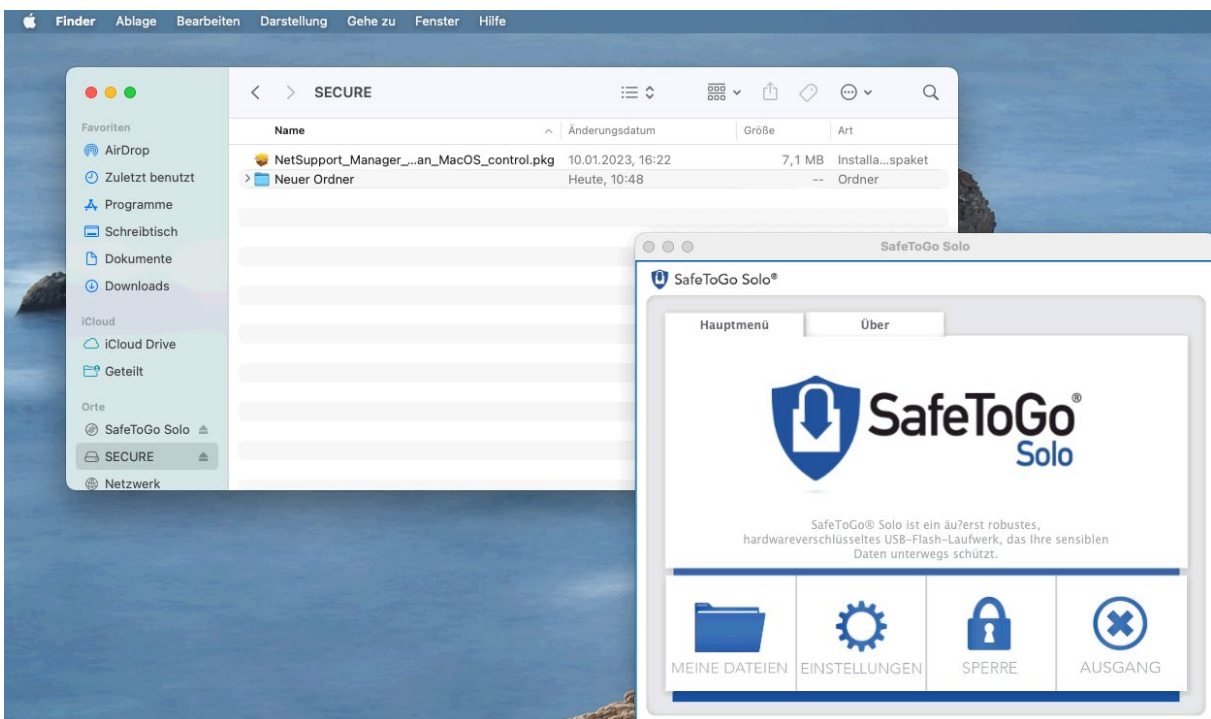 Finder Ablage Bearbeiten Darstellung Gehe zu Fenster Hilfe
SECURE
Favoriten
AirDrop
Zuletzt benutzt
Programme
Schreibtisch
Dokumente
Downloads
iCloud
iCloud Drive
Geteilt
Orte
SafeToGo Solo
SECURE
Netzwerk
Name Änderungsdatum Größe Art
NetSupport_Manager_...an_MacOS_control.pkg 10.01.2023, 16:22 7,1 MB Installa...spaket
Neuer Ordner Heute, 10:48 -- Ordner
SafeToGo Solo
SafeToGo Solo®
Hauptmenü Über
SafeToGo®
Solo
SafeToGo® Solo ist ein äu?erst robustes,
hardwareverschlüsseltes USB-Flash-Laufwerk, das Ihre sensiblen
Daten unterwegs schützt.
MEINE DATEIEN EINSTELLUNGEN SPERRE AUSGANG